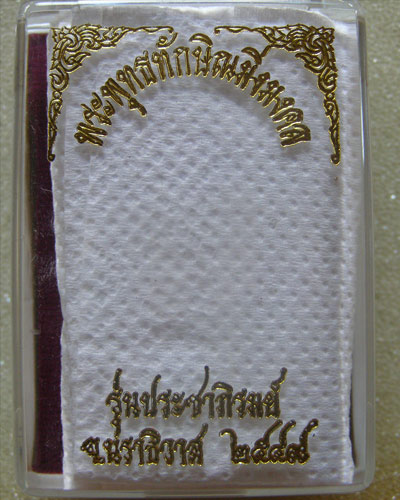 พระพุทธทักษิณมิ่งมงคล
รุ่นประชาภิรมย์
จ.นราธิวาส ๒๕๔๗